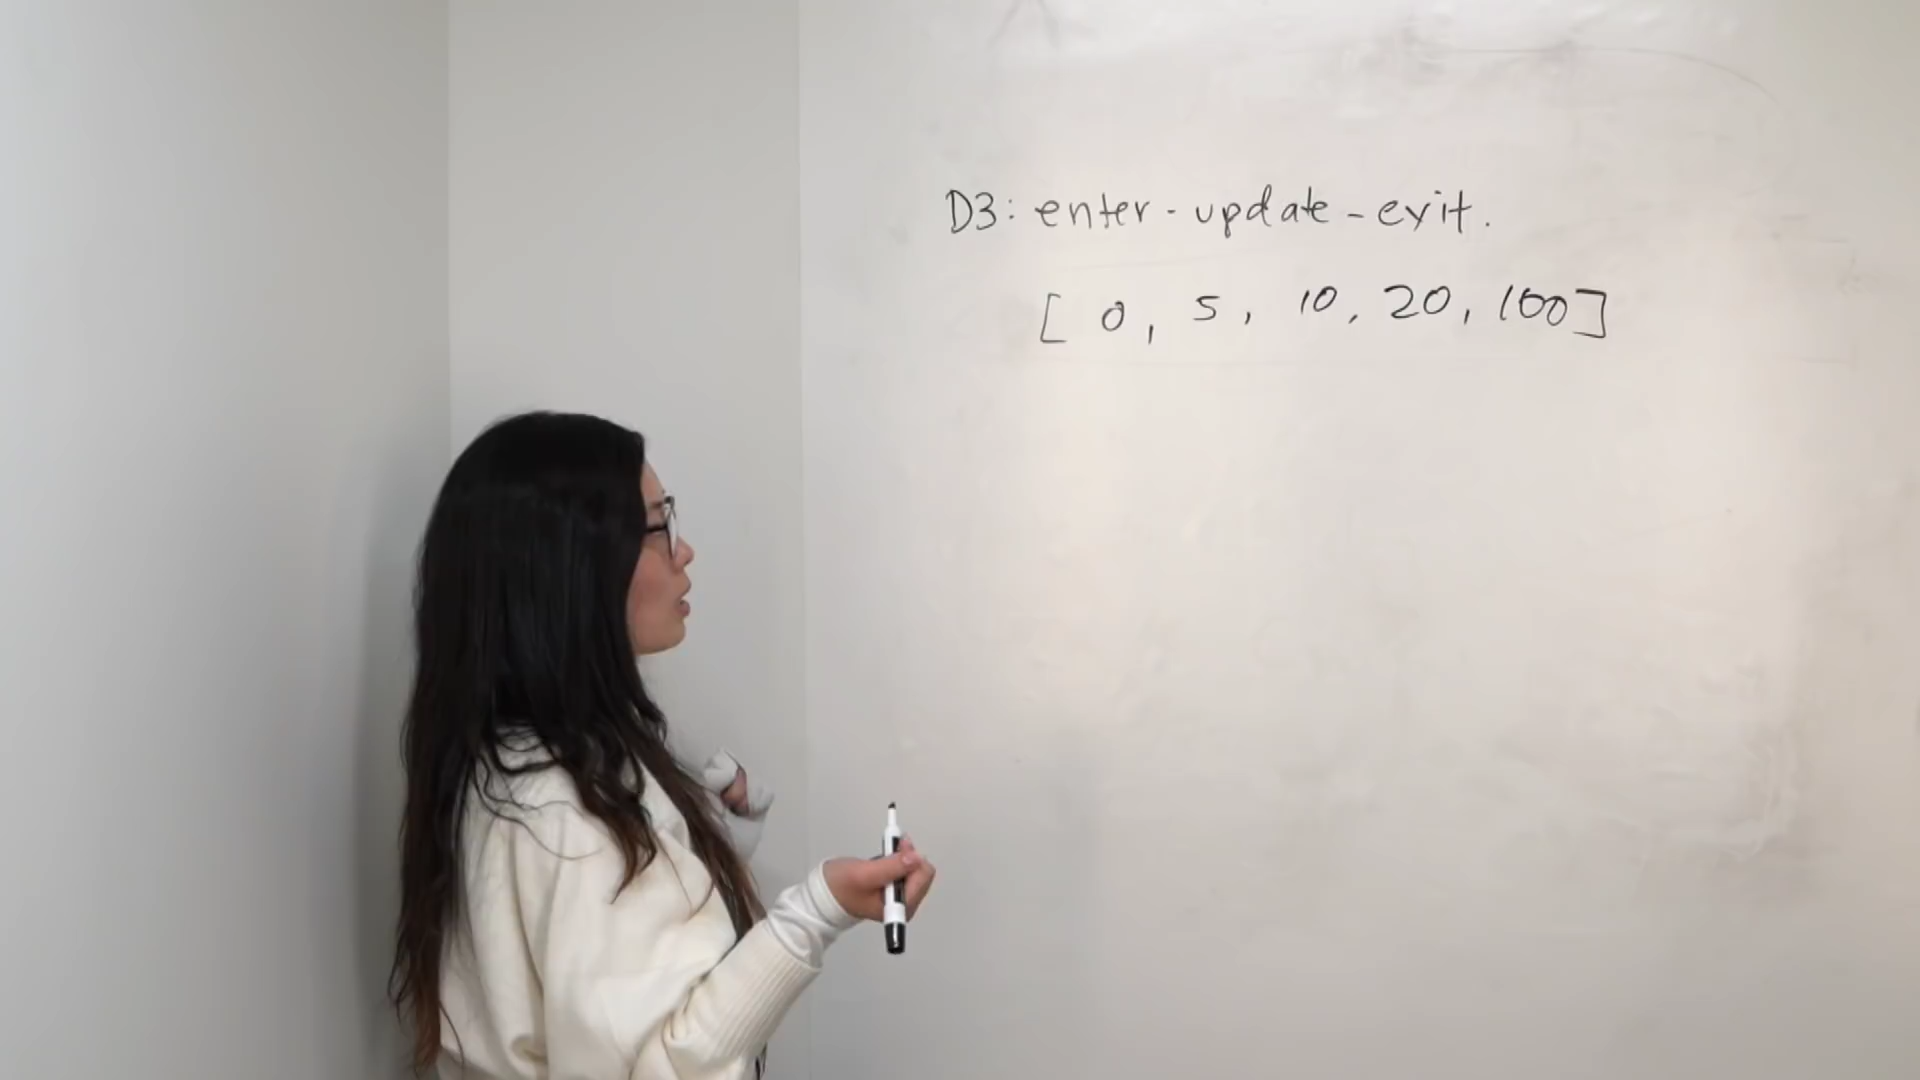 D3: enter - update - exit.
[ 0, 5, 10, 20, 100]